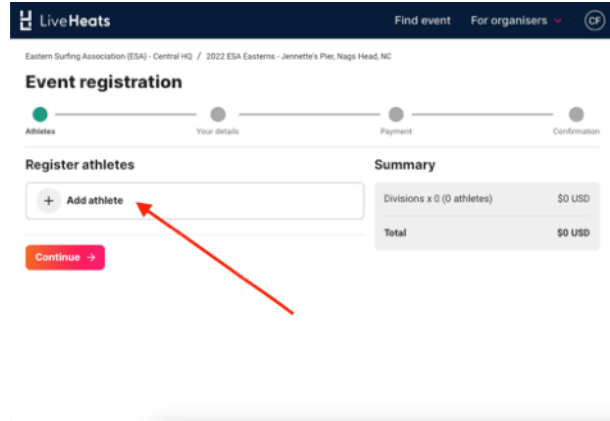 LiveHeats
Find event For organisers CF
Eastern Surfing Association (ESA) - Central HQ / 2022 ESA Easterns - Jennette's Pier, Nags Head, NC
Event registration
Athletes Your details Payment Confirmation
Register athletes
+ Add athlete
Continue →
Summary
Divisions x 0 (0 athletes) $0 USD
Total $0 USD